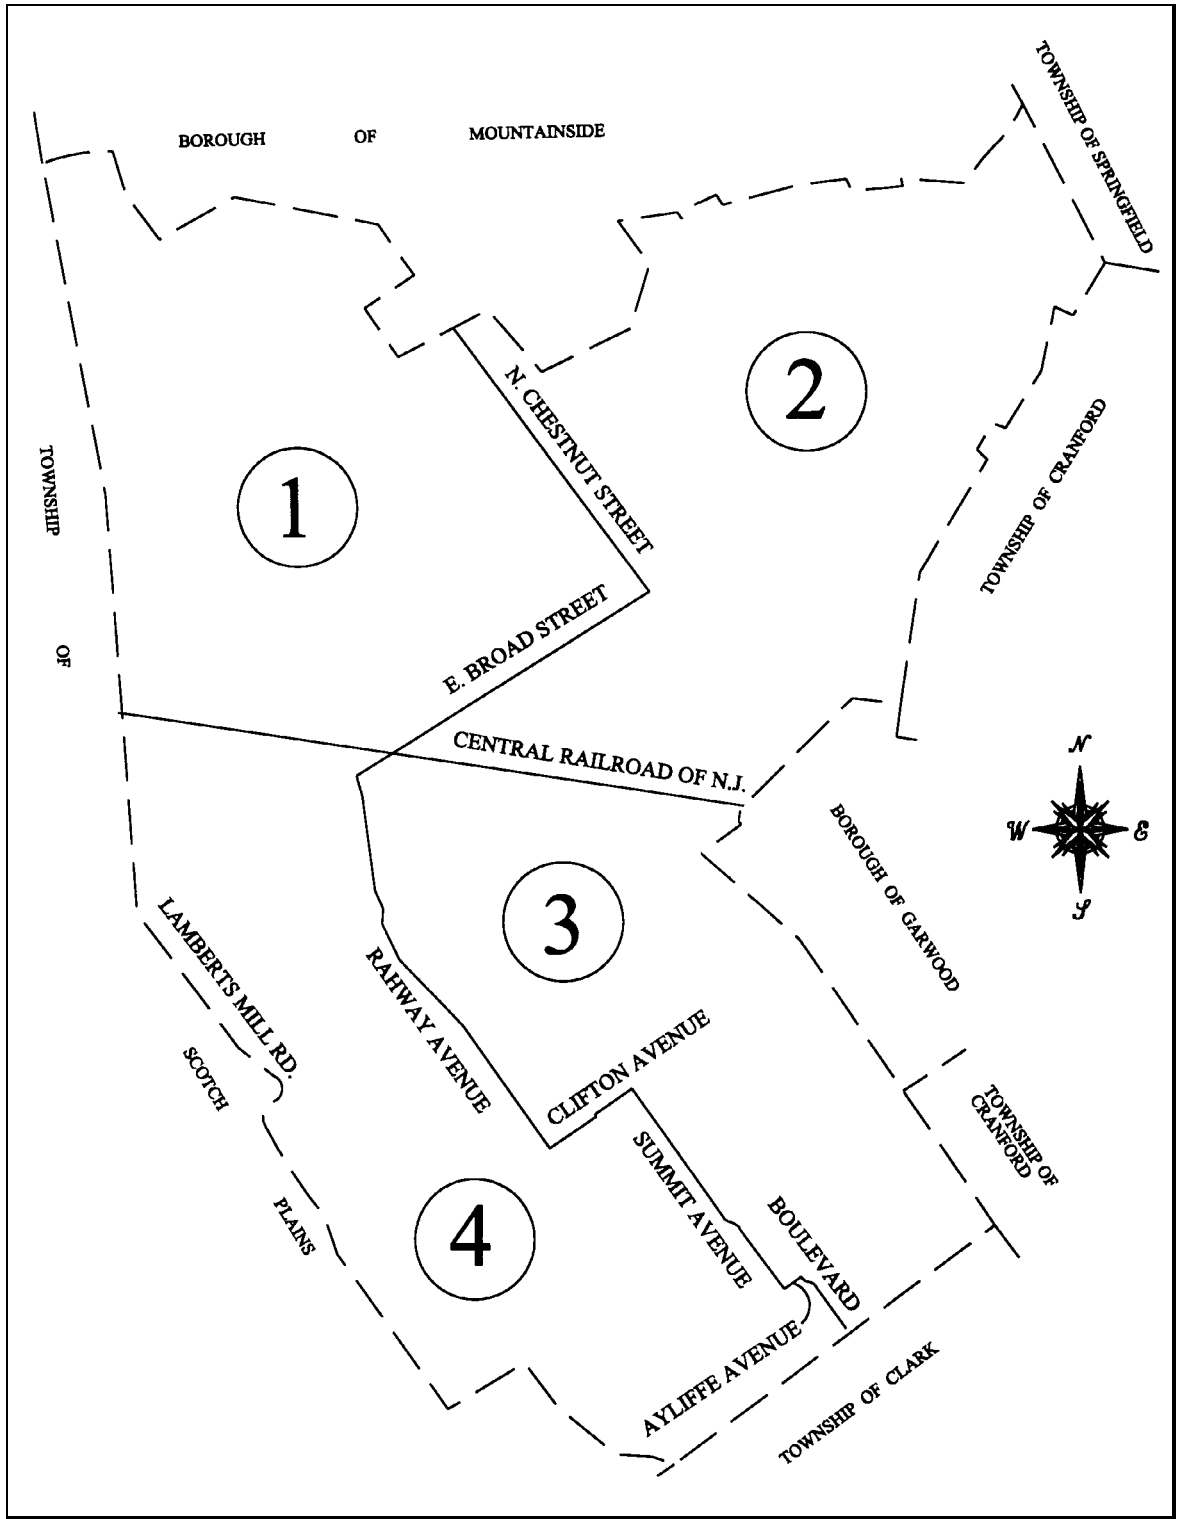 BOROUGH OF MOUNTAINSIDE
TOWNSHIP OF SPRINGFIELD
N. CHESTNUT STREET
2
TOWNSHIP OF CRANFORD
1
TOWNSHIP OF
E. BROAD STREET
CENTRAL RAILROAD OF N.J.
N
W
E
S
BOROUGH OF GARWOOD
3
LAMBERTS MILL RD.
RAHWAY AVENUE
SCOTCH PLAINS
CLIFTON AVENUE
TOWNSHIP OF
CRANFORD
SUMMIT AVENUE
4
BOULEVARD
AYLIFFE AVENUE
TOWNSHIP OF CLARK